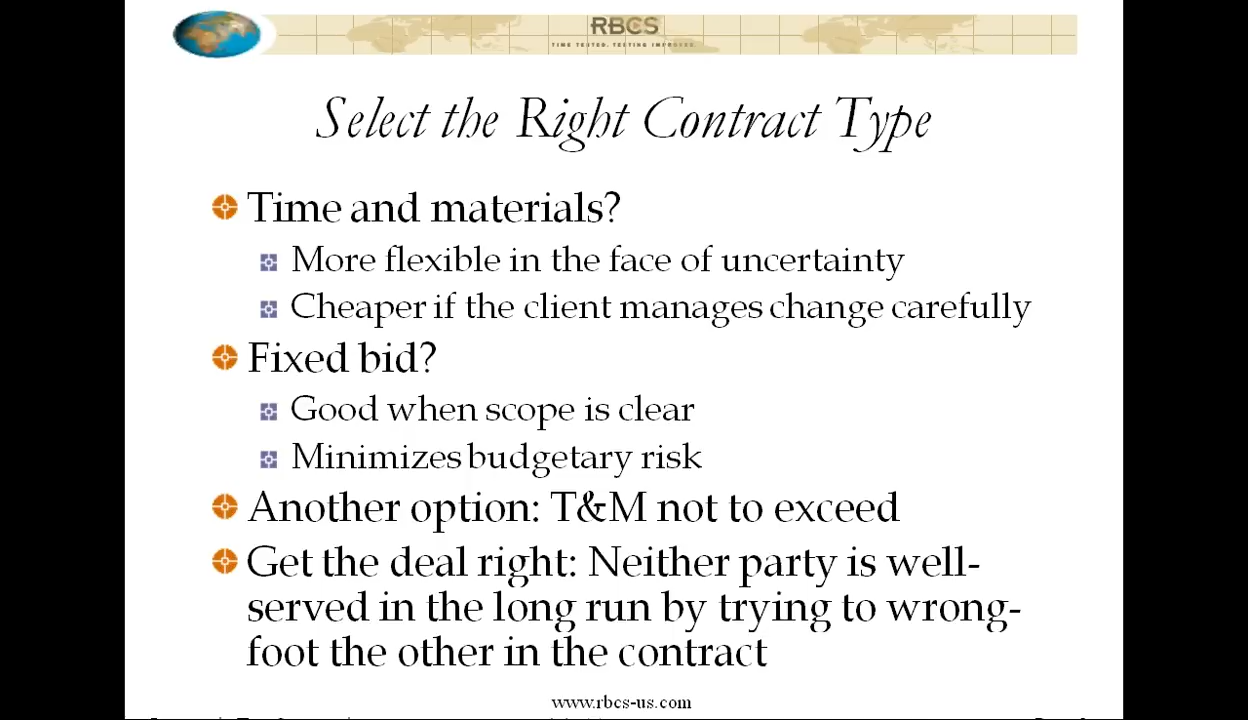 RBCS
TIME TESTED. TESTING IMPROVED.
Select the Right Contract Type
Time and materials?
More flexible in the face of uncertainty
Cheaper if the client manages change carefully
Fixed bid?
Good when scope is clear
Minimizes budgetary risk
Another option: T&M not to exceed
Get the deal right: Neither party is well-
served in the long run by trying to wrong-
foot the other in the contract
www.rbcs-us.com